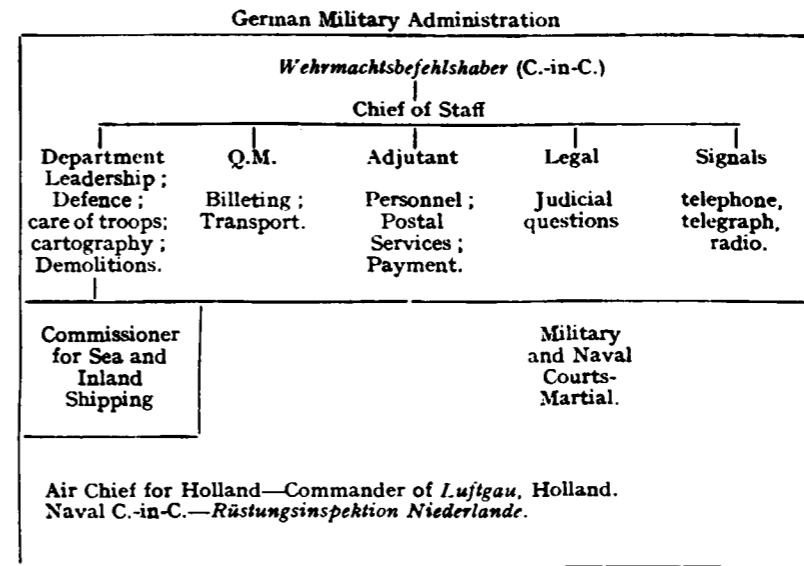 German Military Administration
Wehrmachtsbefehlshaber (C.-in-C.)
Chief of Staff
Department
Leadership ;
Defence ;
care of troops;
cartography ;
Demolitions.
Q.M.
Billeting ;
Transport.
Adjutant
Personnel ;
Postal
Services ;
Payment.
Legal
Judicial
questions
Signals
telephone,
telegraph,
radio.
Commissioner
for Sea and
Inland
Shipping
Military
and Naval
Courts-
Martial.
Air Chief for Holland—Commander of Luftgau, Holland.
Naval C.-in-C.—Rüstungsinspektion Niederlande.